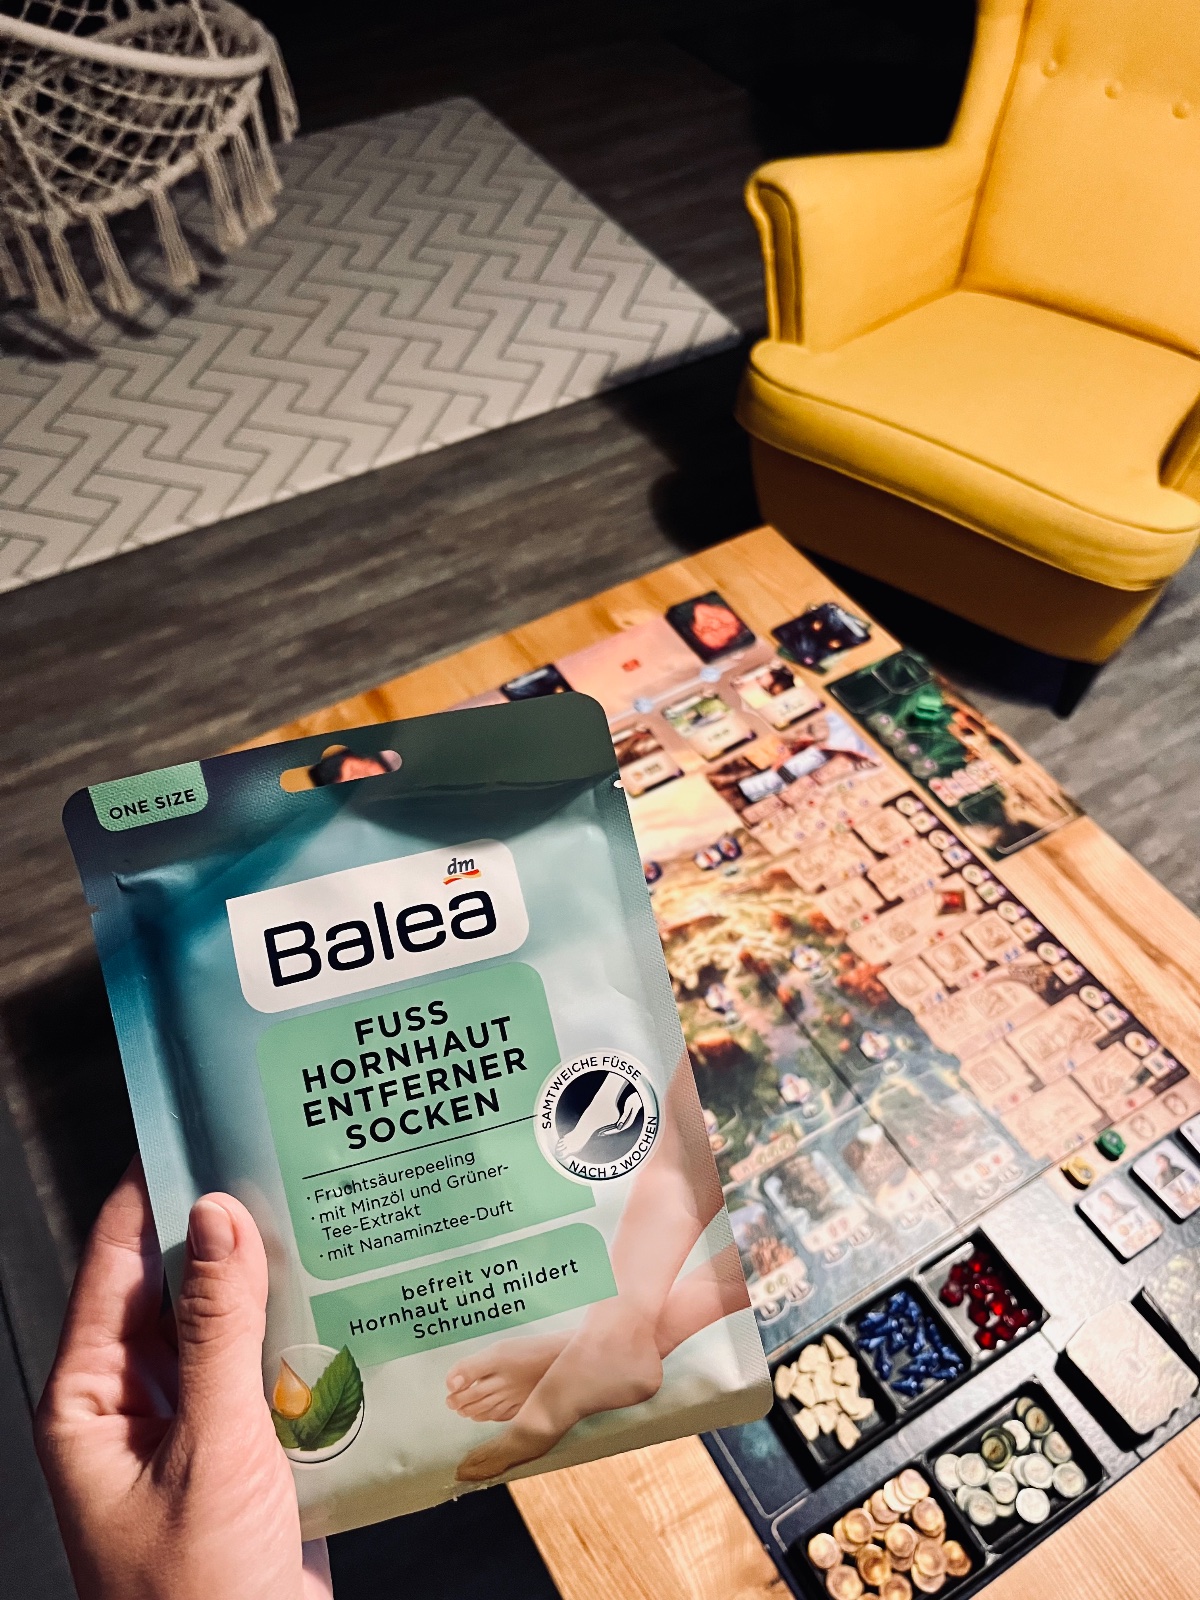 ONE SIZE
dm
Balea
FUSS
HORNHAUT
ENTFERNER
SOCKEN
SAMTWEICHE FÜSSE
NACH 2 WOCHEN
· Fruchtsäurepeeling
· mit Minzöl und Grüner-
Tee-Extrakt
· mit Nanaminztee-Duft
befreit von
Hornhaut und mildert
Schrunden